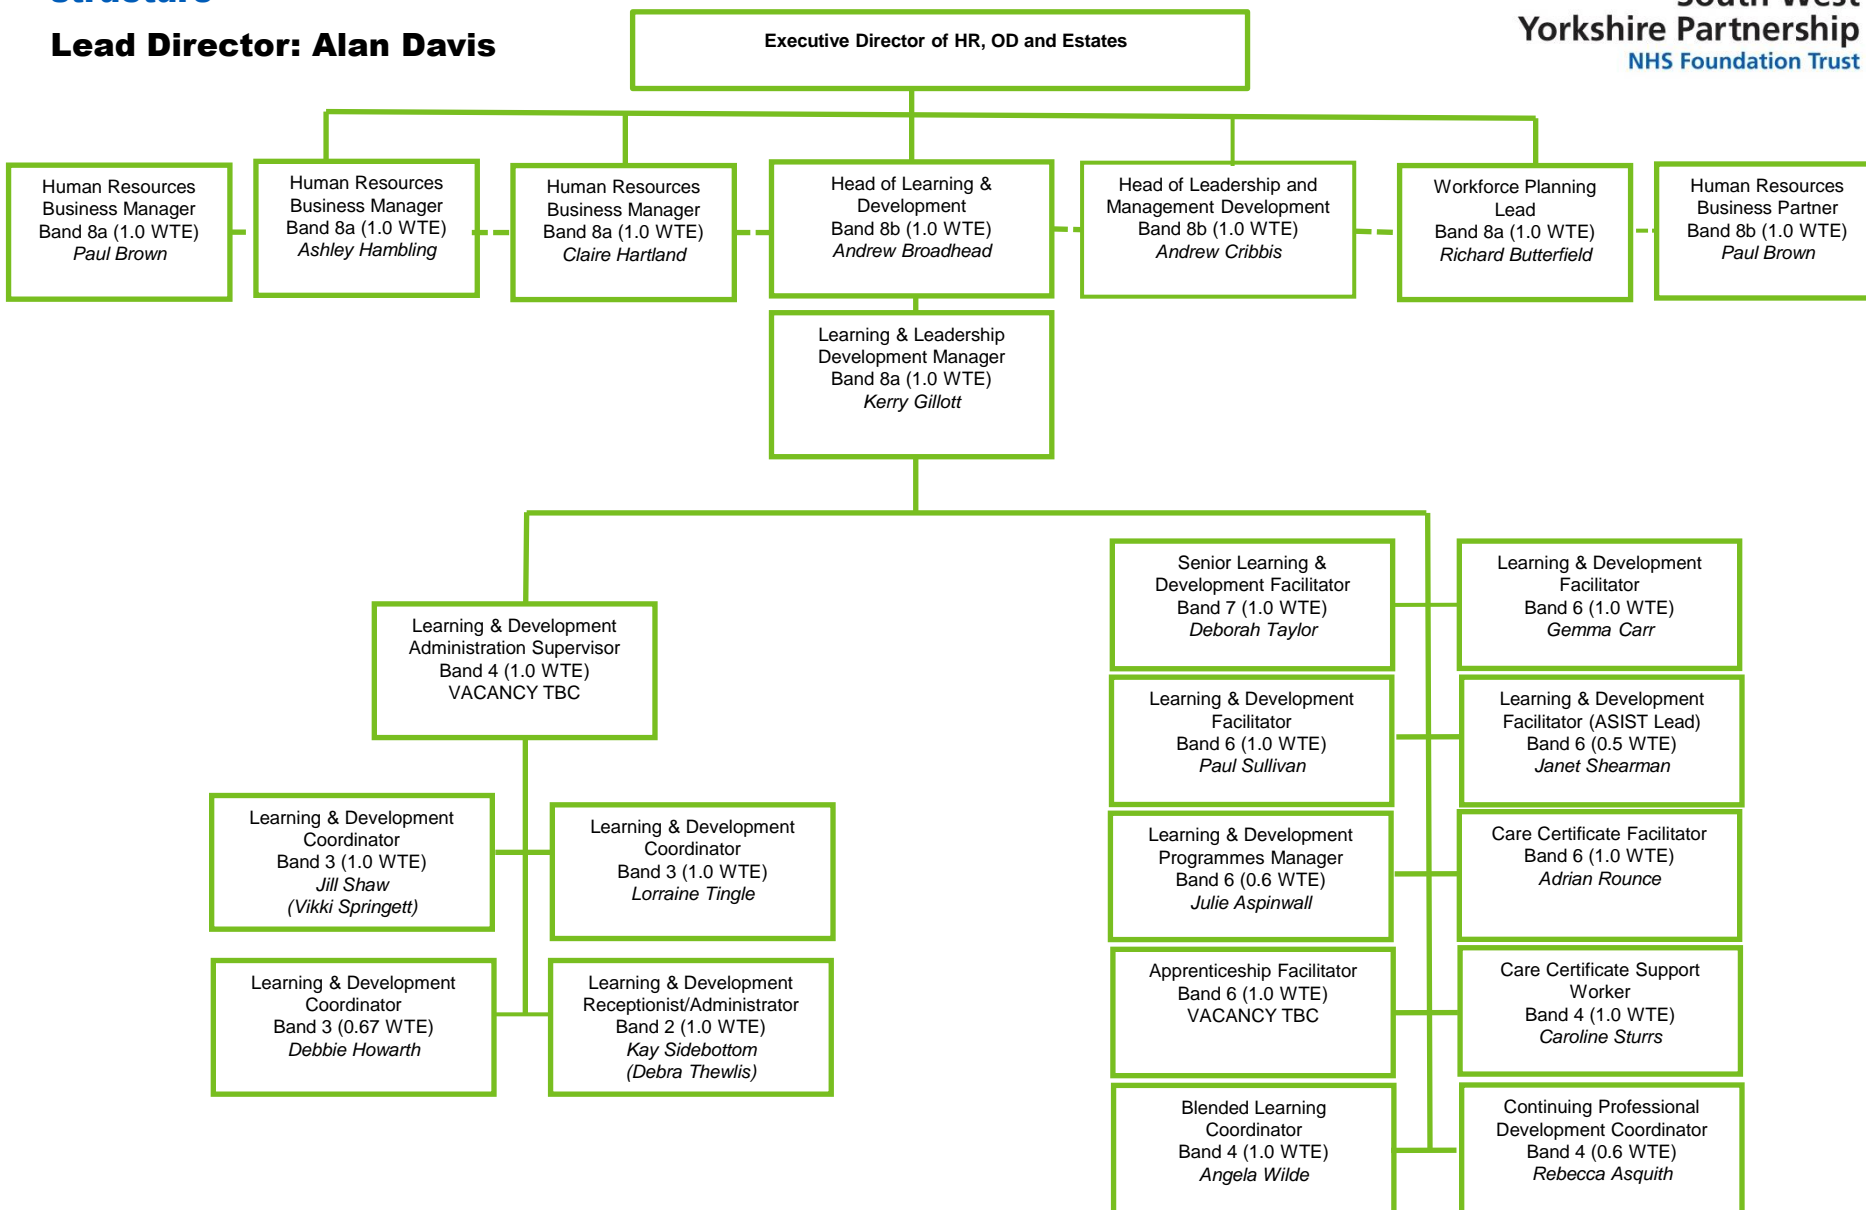 structure
Lead Director: Alan Davis
South West
Yorkshire Partnership
NHS Foundation Trust
Executive Director of HR, OD and Estates
Human Resources
Business Manager
Band 8a (1.0 WTE)
Paul Brown
Human Resources
Business Manager
Band 8a (1.0 WTE)
Ashley Hambling
Human Resources
Business Manager
Band 8a (1.0 WTE)
Claire Hartland
Head of Learning &
Development
Band 8b (1.0 WTE)
Andrew Broadhead
Head of Leadership and
Management Development
Band 8b (1.0 WTE)
Andrew Cribbis
Workforce Planning
Lead
Band 8a (1.0 WTE)
Richard Butterfield
Human Resources
Business Partner
Band 8b (1.0 WTE)
Paul Brown
Learning & Leadership
Development Manager
Band 8a (1.0 WTE)
Kerry Gillott
Learning & Development
Administration Supervisor
Band 4 (1.0 WTE)
VACANCY TBC
Learning & Development
Coordinator
Band 3 (1.0 WTE)
Jill Shaw
(Vikki Springett)
Learning & Development
Coordinator
Band 3 (1.0 WTE)
Lorraine Tingle
Learning & Development
Coordinator
Band 3 (0.67 WTE)
Debbie Howarth
Learning & Development
Receptionist/Administrator
Band 2 (1.0 WTE)
Kay Sidebottom
(Debra Thewlis)
Senior Learning &
Development Facilitator
Band 7 (1.0 WTE)
Deborah Taylor
Learning & Development
Facilitator
Band 6 (1.0 WTE)
Gemma Carr
Learning & Development
Facilitator
Band 6 (1.0 WTE)
Paul Sullivan
Learning & Development
Facilitator (ASIST Lead)
Band 6 (0.5 WTE)
Janet Shearman
Learning & Development
Programmes Manager
Band 6 (0.6 WTE)
Julie Aspinwall
Care Certificate Facilitator
Band 6 (1.0 WTE)
Adrian Rounce
Apprenticeship Facilitator
Band 6 (1.0 WTE)
VACANCY TBC
Care Certificate Support
Worker
Band 4 (1.0 WTE)
Caroline Sturrs
Blended Learning
Coordinator
Band 4 (1.0 WTE)
Angela Wilde
Continuing Professional
Development Coordinator
Band 4 (0.6 WTE)
Rebecca Asquith